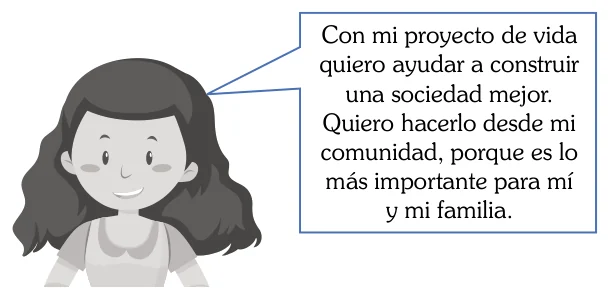 Con mi proyecto de vida
quiero ayudar a construir
una sociedad mejor.
Quiero hacerlo desde mi
comunidad, porque es lo
más importante para mí
y mi familia.